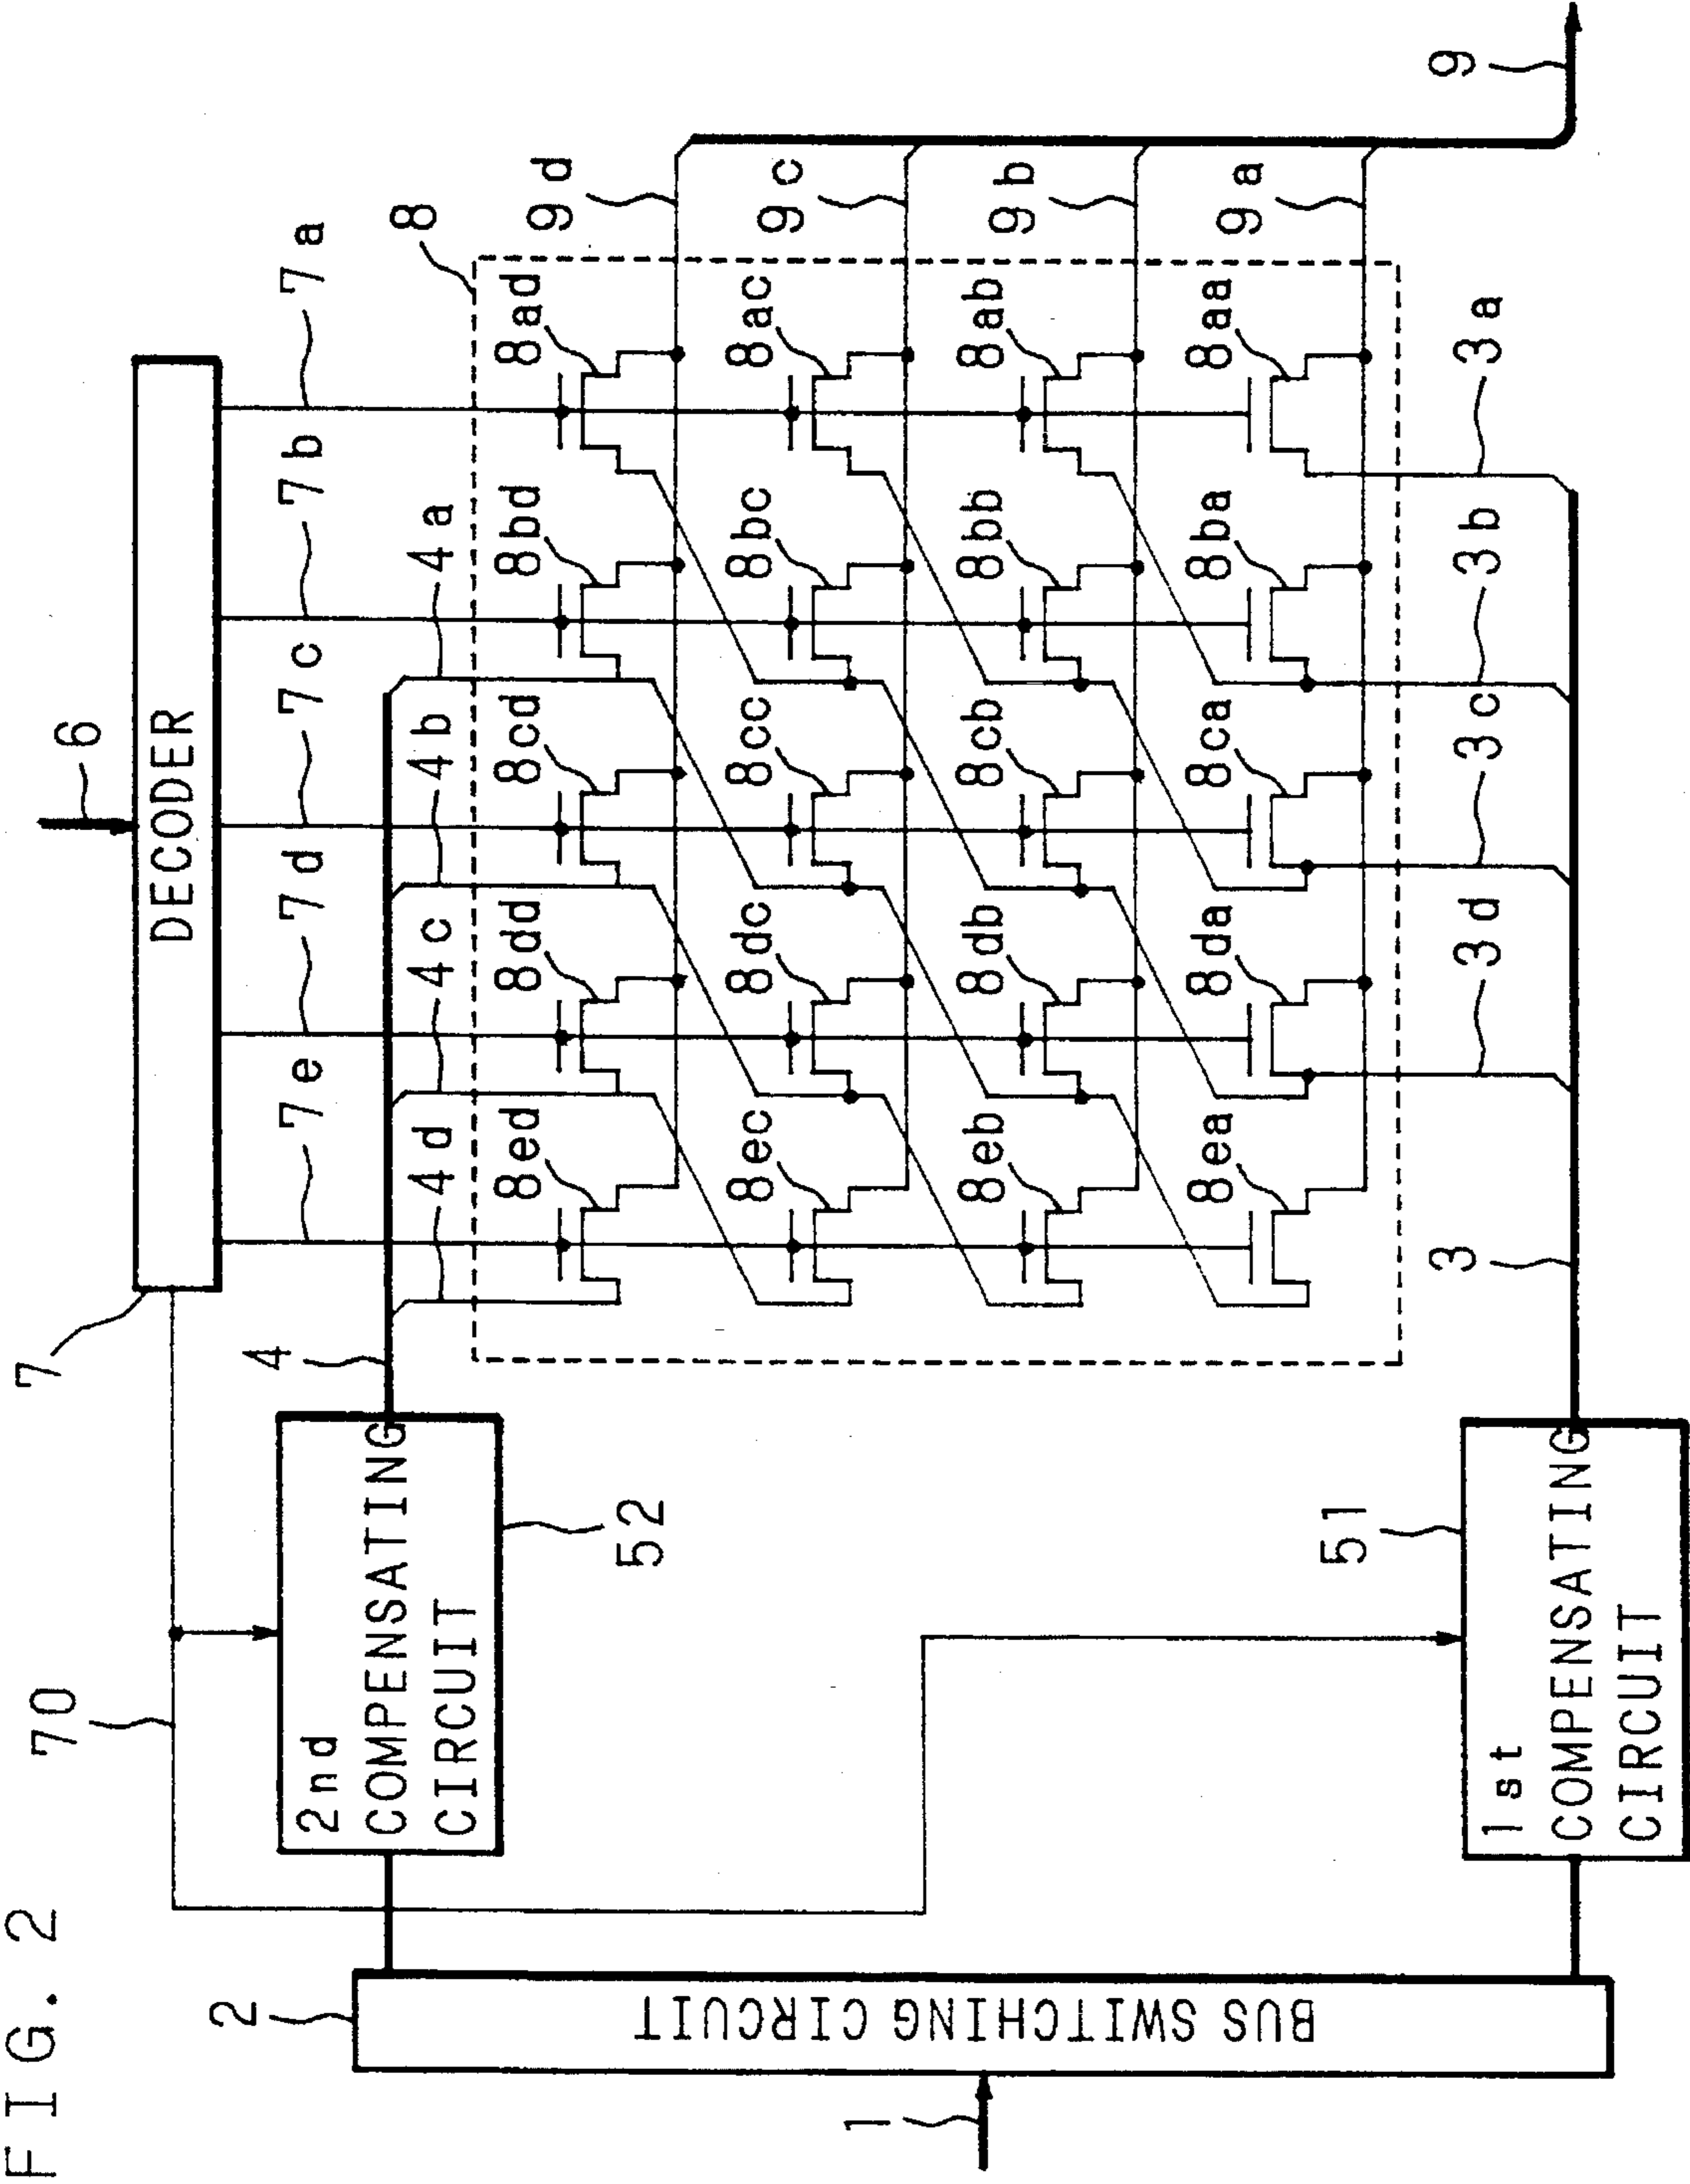 FIG. 2
6
7
DECODER
70
7e
7d
7c
7b
7a
8
4
4d
4c
4b
4a
2nd
COMPENSATING
CIRCUIT
52
8ed
8dd
8cd
8bd
8ad
9d
8ec
8dc
8cc
8bc
8ac
9c
8eb
8db
8cb
8bb
8ab
9b
8ea
8da
8ca
8ba
8aa
9a
2
BUS SWITCHING CIRCUIT
1
51
1st
COMPENSATING
CIRCUIT
3
3d
3c
3b
3a
9